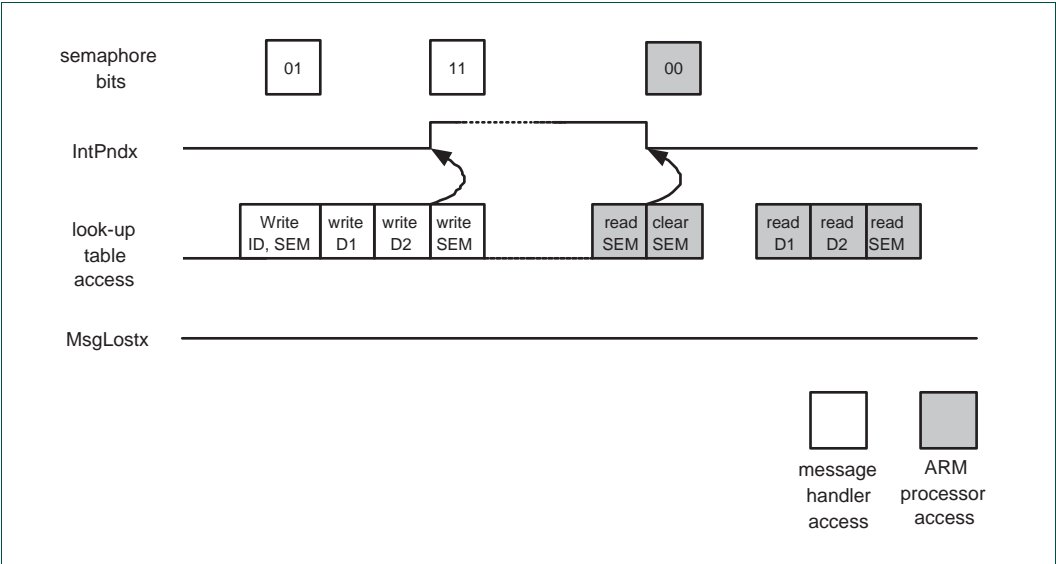 semaphore
bits
01
11
00
IntPndx
look-up
table
access
Write
ID, SEM
write
D1
write
D2
write
SEM
read
SEM
clear
SEM
read
D1
read
D2
read
SEM
MsgLostx
message
handler
access
ARM
processor
access